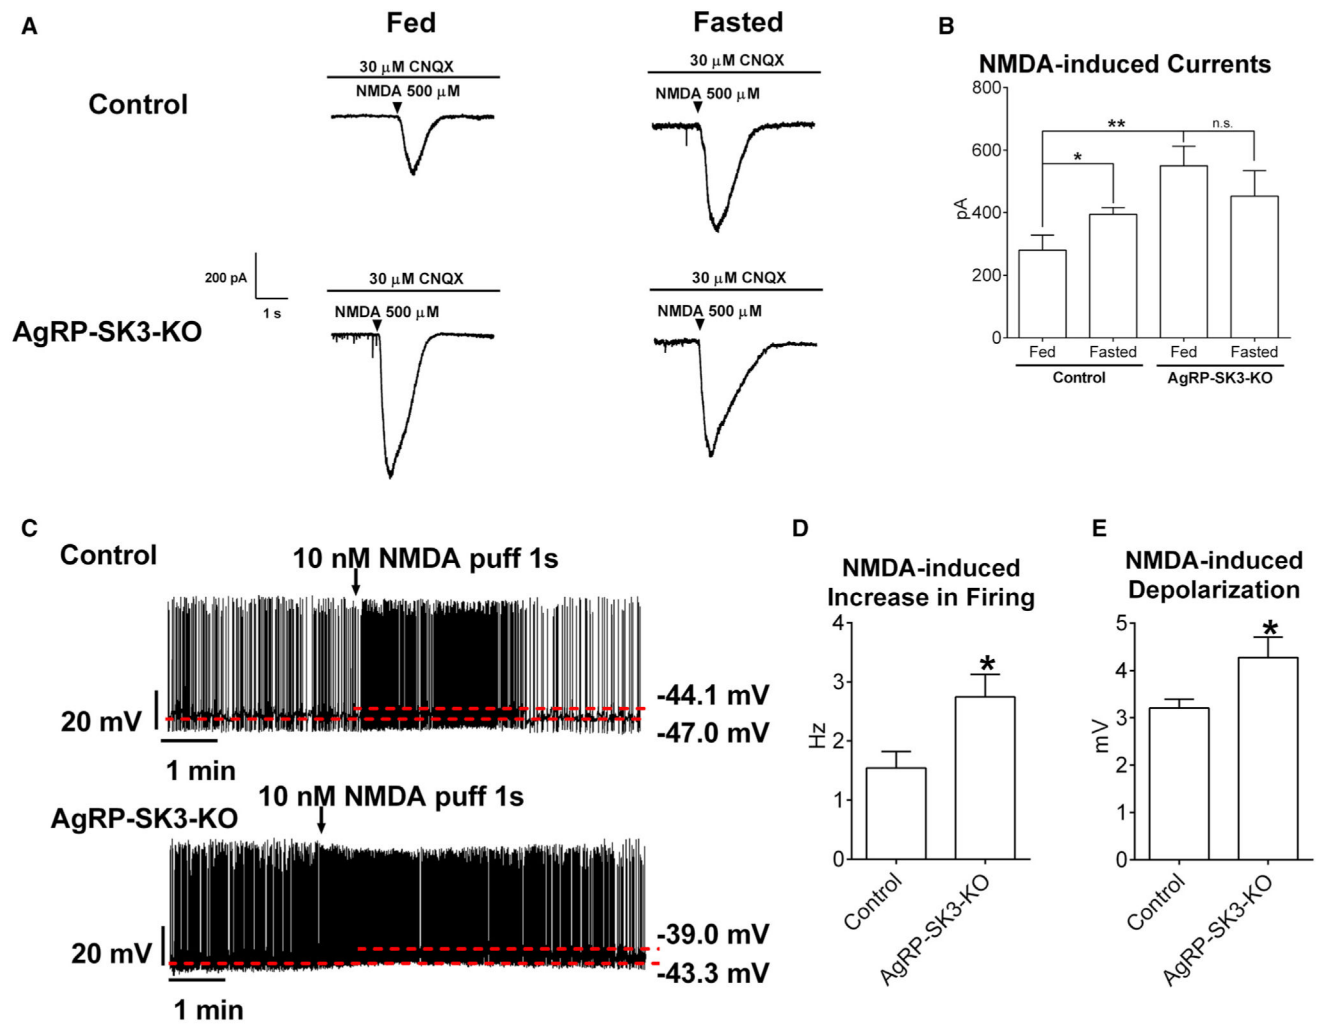 A
Fed
Fasted
Control
30 μM CNQX
NMDA 500 μM
30 μM CNQX
NMDA 500 μM
200 pA
1 s
AgRP-SK3-KO
30 μM CNQX
NMDA 500 μM
30 μM CNQX
NMDA 500 μM
B
NMDA-induced Currents
800
600
400
200
0
pA
*
**
n.s.
Fed
Fasted
Fed
Fasted
Control
AgRP-SK3-KO
C
Control
10 nM NMDA puff 1s
-44.1 mV
-47.0 mV
20 mV
1 min
AgRP-SK3-KO
10 nM NMDA puff 1s
-39.0 mV
-43.3 mV
20 mV
1 min
D
NMDA-induced
Increase in Firing
4
3
2
1
0
Hz
*
Control
AgRP-SK3-KO
E
NMDA-induced
Depolarization
5
4
3
2
1
0
mV
*
Control
AgRP-SK3-KO